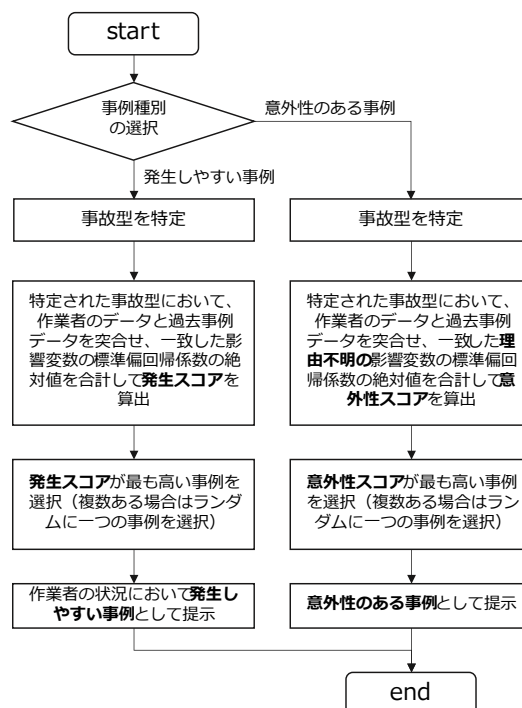 start
事例種別
の選択
意外性のある事例
発生しやすい事例
事故型を特定
事故型を特定
特定された事故型において、
作業者のデータと過去事例
データを突合せ、一致した影
響変数の標準偏回帰係数の絶
対値を合計して発生スコアを
算出
特定された事故型において、
作業者のデータと過去事例
データを突合せ、一致した理
由不明の影響変数の標準偏回
帰係数の絶対値を合計して意
外性スコアを算出
発生スコアが最も高い事例を
選択（複数ある場合はランダ
ムに一つの事例を選択）
意外性スコアが最も高い事例
を選択（複数ある場合はラン
ダムに一つの事例を選択）
作業者の状況において発生し
やすい事例として提示
意外性のある事例として提示
end